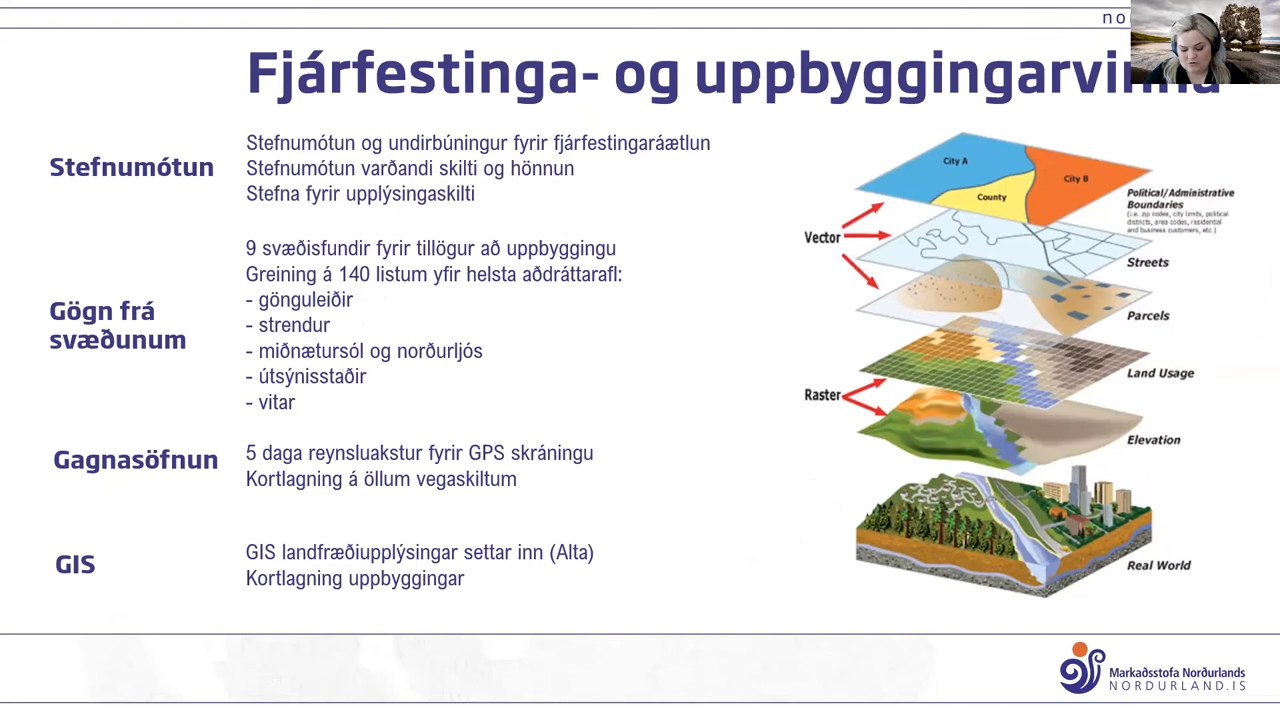 no
Fjárfestinga- og uppbyggingarvinna
Stefnumótun
Stefnumótun og undirbúningur fyrir fjárfestingaráætlun
Stefnumótun varðandi skilti og hönnun
Stefna fyrir upplýsingaskilti
Gögn frá
svæðunum
9 svæðisfundir fyrir tillögur að uppbyggingu
Greining á 140 listum yfir helsta aðdráttarafl:
- gönguleiðir
- strendur
- miðnætursól og norðurljós
- útsýnisstaðir
- vitar
Gagnasöfnun
5 daga reynsluakstur fyrir GPS skráningu
Kortlagning á öllum vegaskiltum
GIS
GIS landfræðiupplýsingar settar inn (Alta)
Kortlagning uppbyggingar
City A
City B
County
Political/Administrative
Boundaries
(i.e. zip codes, city limits, political
districts, area codes, residential
and business customers, etc.)
Vector
Streets
Parcels
Land Usage
Raster
Elevation
Real World
Markaðsstofa Norðurlands
NORDURLAND.IS